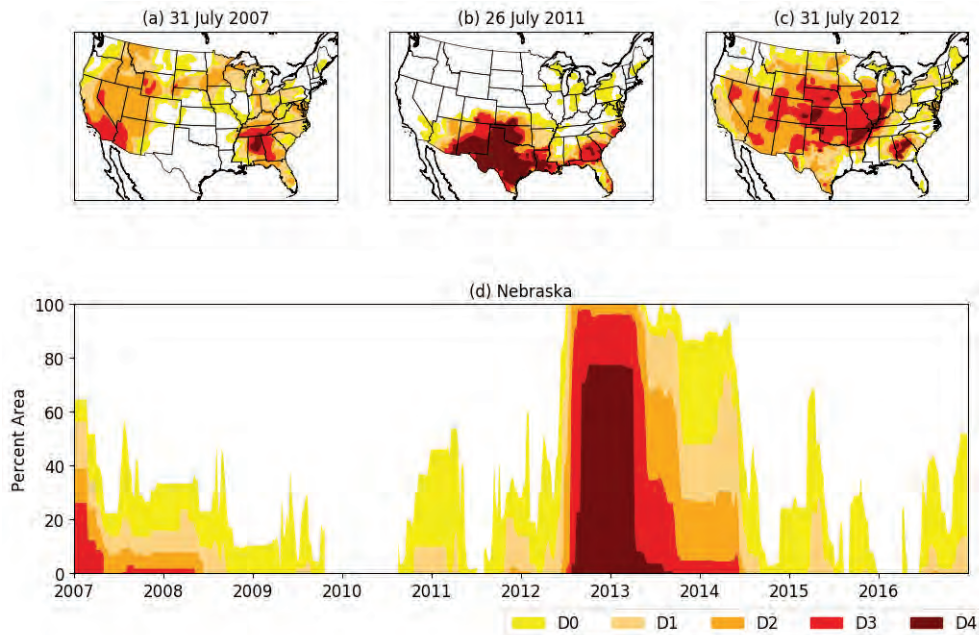 (a) 31 July 2007
(b) 26 July 2011
(c) 31 July 2012
(d) Nebraska
Percent Area
100
80
60
40
20
0
2007 2008 2009 2010 2011 2012 2013 2014 2015 2016
D0 D1 D2 D3 D4